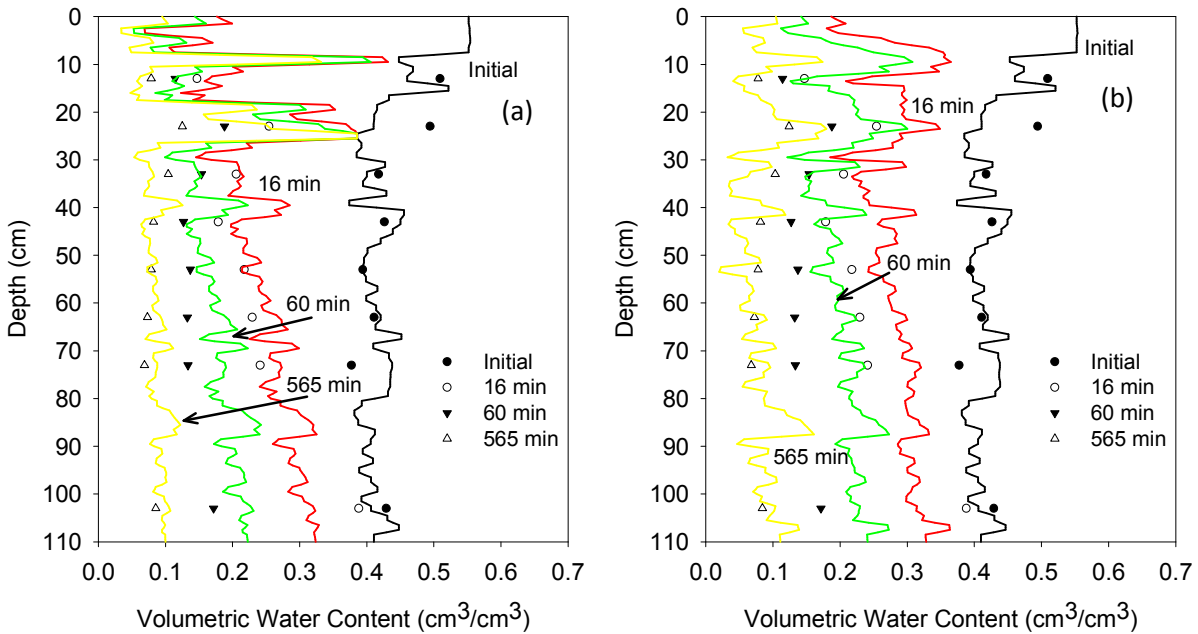 (a)
Initial
16 min
60 min
565 min
Initial
16 min
60 min
565 min
0
10
20
30
40
50
60
70
80
90
100
110
Depth (cm)
0.0 0.1 0.2 0.3 0.4 0.5 0.6 0.7
Volumetric Water Content (cm³/cm³)
(b)
Initial
16 min
60 min
565 min
Initial
16 min
60 min
565 min
0
10
20
30
40
50
60
70
80
90
100
110
Depth (cm)
0.0 0.1 0.2 0.3 0.4 0.5 0.6 0.7
Volumetric Water Content (cm³/cm³)